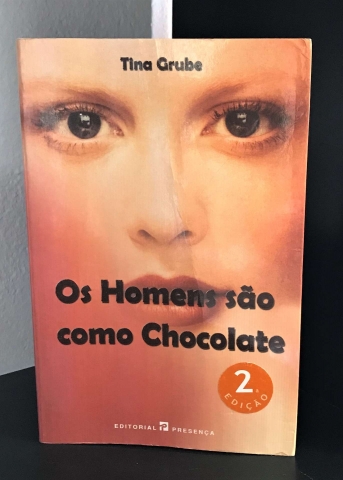 Tina Grube
Os Homens são
como Chocolate
2.ª
EDIÇÃO
EDITORIAL P PRESENÇA